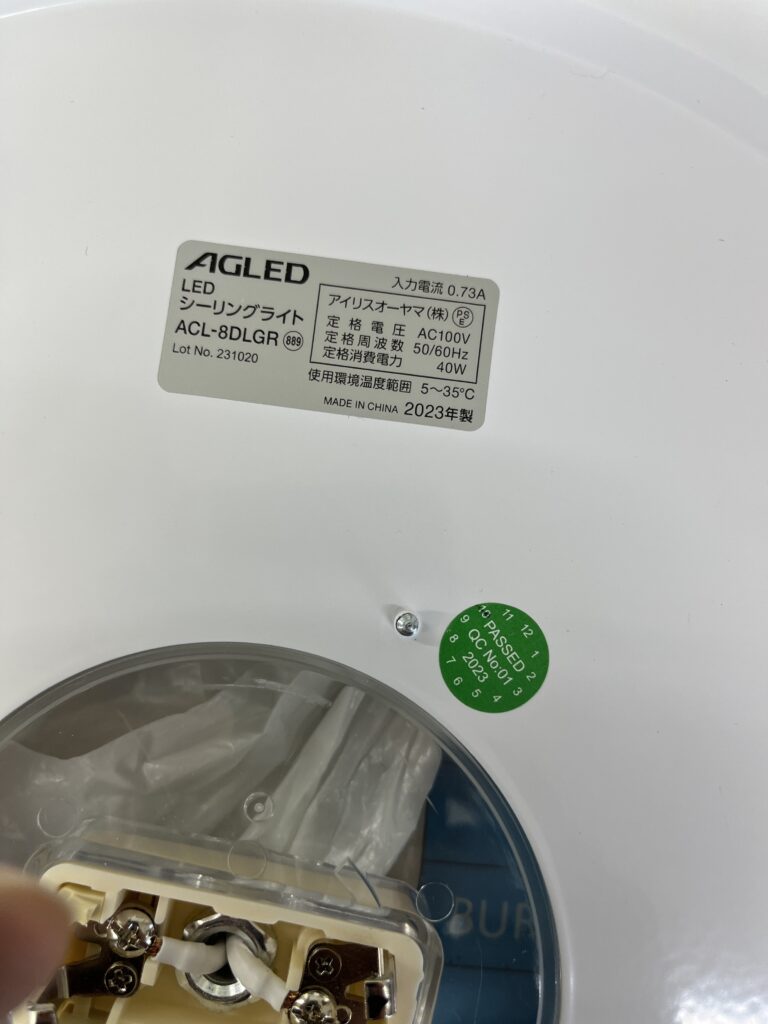 AGLED
LED
シーリングライト
ACL-8DLGR 889
Lot No. 231020
入力電流 0.73A
アイリスオーヤマ(株) PSE
定格電圧 AC100V
定格周波数 50/60Hz
定格消費電力 40W
使用環境温度範囲 5～35℃
MADE IN CHINA 2023年製
10 11 12 1 2 3 4 5 6 7 8 9
PASSED
QC No:01
2023
BUR